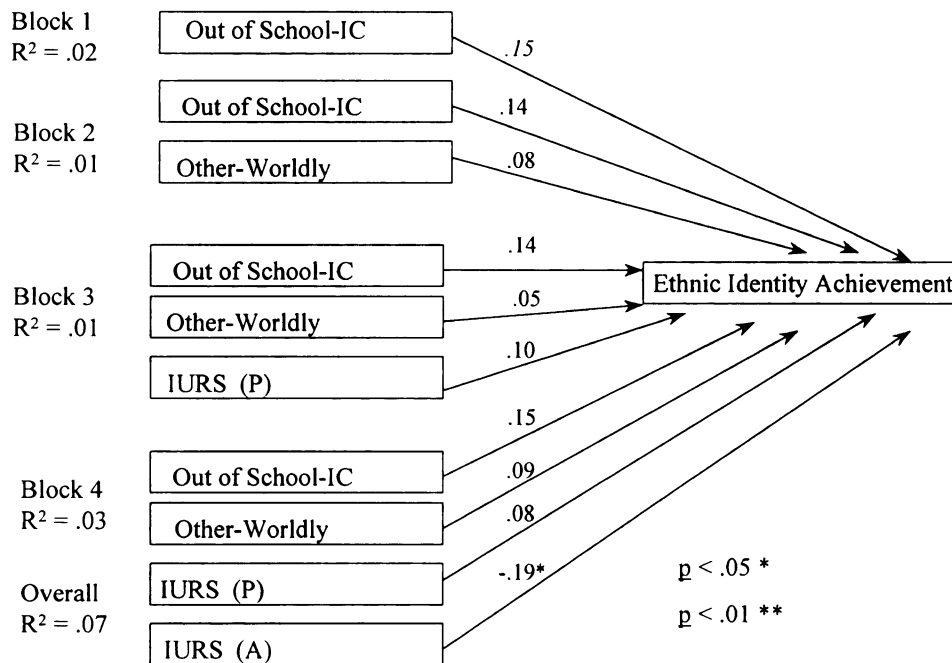 Block 1
R² = .02
Out of School-IC
.15
Block 2
R² = .01
Out of School-IC
.14
Other-Worldly
.08
Block 3
R² = .01
Out of School-IC
.14
Other-Worldly
.05
IURS (P)
.10
Ethnic Identity Achievement
Block 4
R² = .03
Out of School-IC
.15
Other-Worldly
.09
IURS (P)
.08
IURS (A)
-.19*
Overall
R² = .07
p < .05 *
p < .01 **